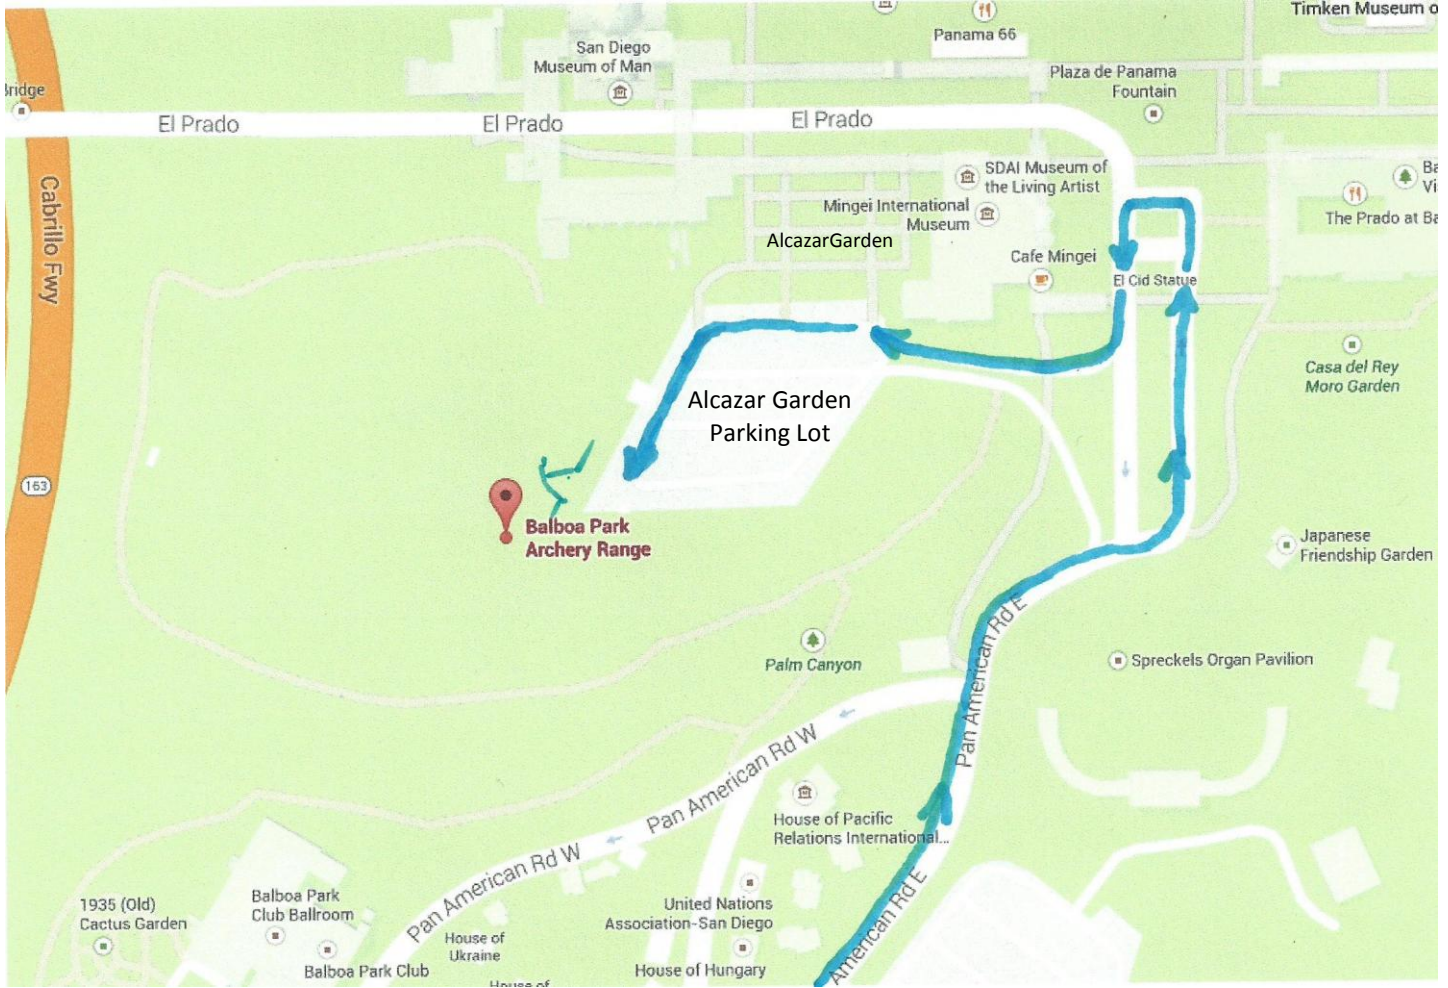 Timken Museum o
Panama 66
San Diego
Museum of Man
Plaza de Panama
Fountain
Bridge
El Prado
El Prado
El Prado
SDAI Museum of
the Living Artist
Ba
Vi
Cabrillo Fwy
Mingei International
Museum
The Prado at Ba
AlcazarGarden
Cafe Mingei
El Cid Statue
Casa del Rey
Moro Garden
Alcazar Garden
Parking Lot
163
Balboa Park
Archery Range
Japanese
Friendship Garden
Pan American Rd E
Palm Canyon
Spreckels Organ Pavilion
Pan American Rd W
House of Pacific
Relations International...
Pan American Rd W
American Rd E
1935 (Old)
Cactus Garden
Balboa Park
Club Ballroom
United Nations
Association-San Diego
House of
Ukraine
Balboa Park Club
House of Hungary
House of